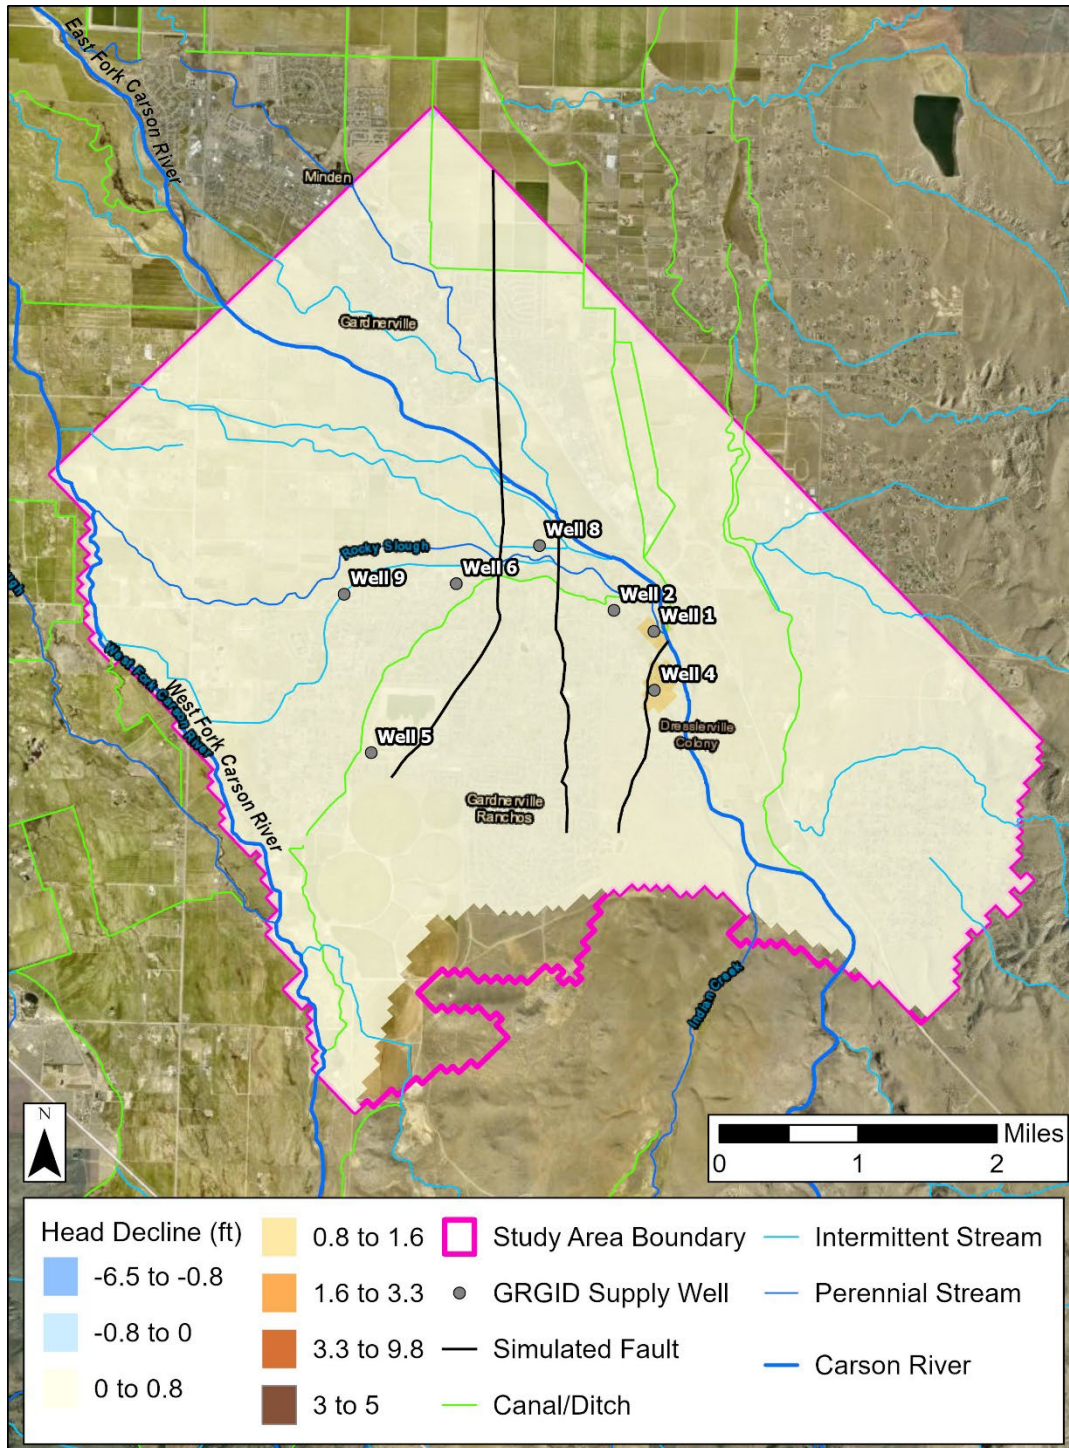 East Fork Carson River
Minden
Gardnerville
Well 8
Rocky Slough
Well 6
Well 9
Well 2
Well 1
Well 4
West Fork Carson River
West Fork Carson River
Dresslerville
Colony
Well 5
Gardnerville
Ranchos
Indian Creek
N
Miles
0 1 2
Head Decline (ft)
-6.5 to -0.8
-0.8 to 0
0 to 0.8
0.8 to 1.6
1.6 to 3.3
3.3 to 9.8
3 to 5
Study Area Boundary
GRGID Supply Well
Simulated Fault
Canal/Ditch
Intermittent Stream
Perennial Stream
Carson River